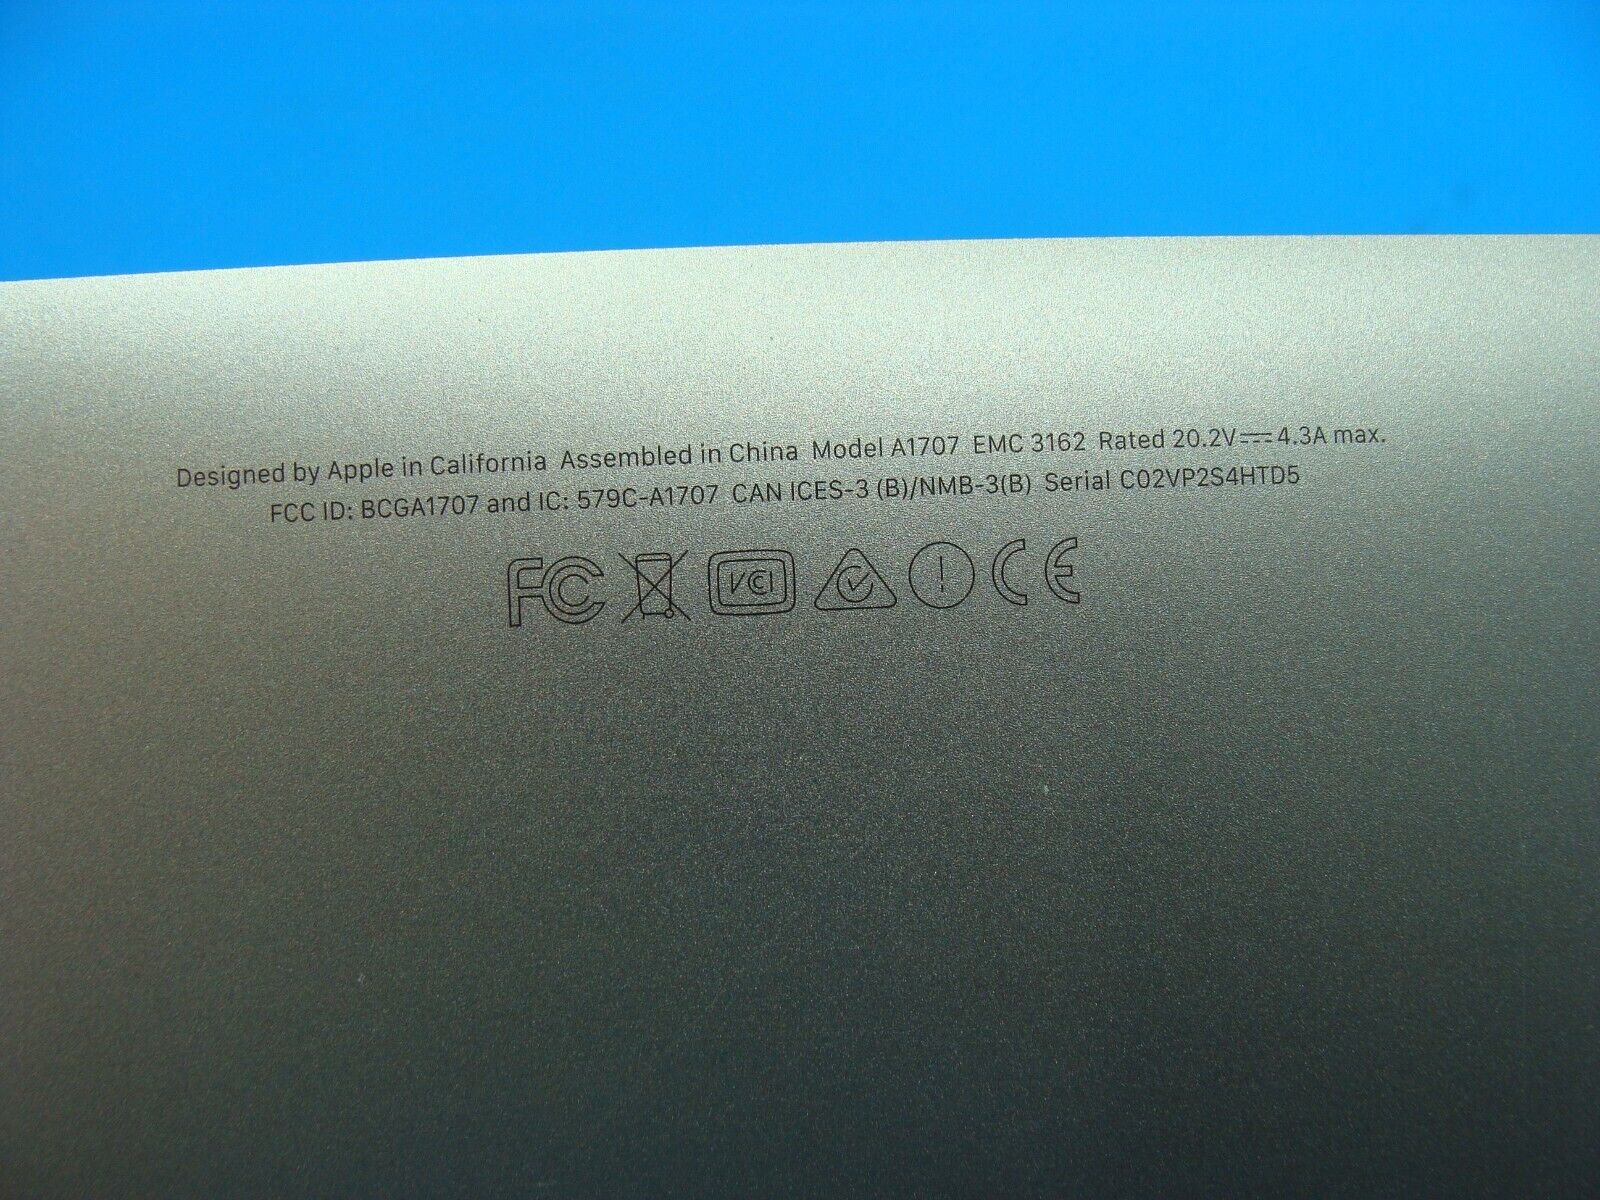 Designed by Apple in California Assembled in China Model A1707 EMC 3162 Rated 20.2V⎓4.3A max.
FCC ID: BCGA1707 and IC: 579C-A1707 CAN ICES-3 (B)/NMB-3(B) Serial C02VP2S4HTD5
FC VCI CE